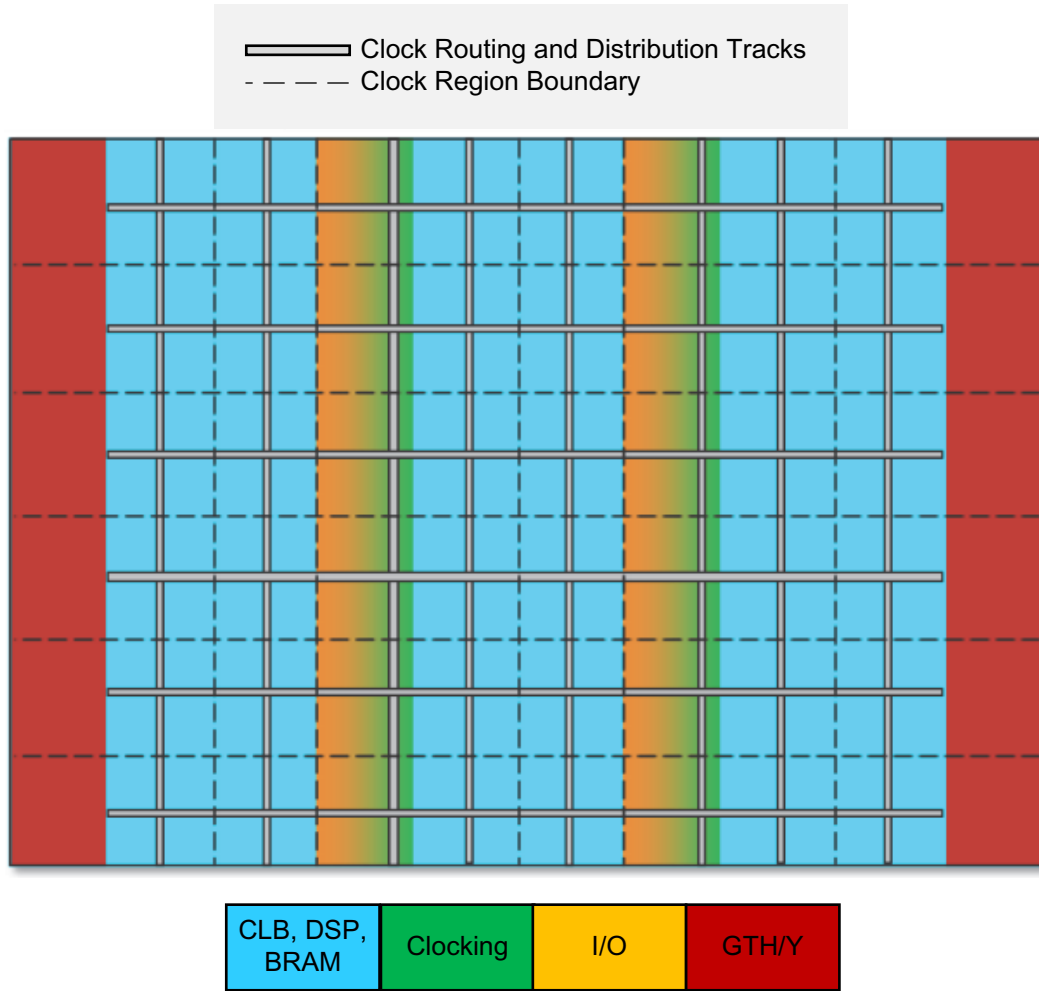 Clock Routing and Distribution Tracks
Clock Region Boundary
CLB, DSP,
BRAM
Clocking
I/O
GTH/Y